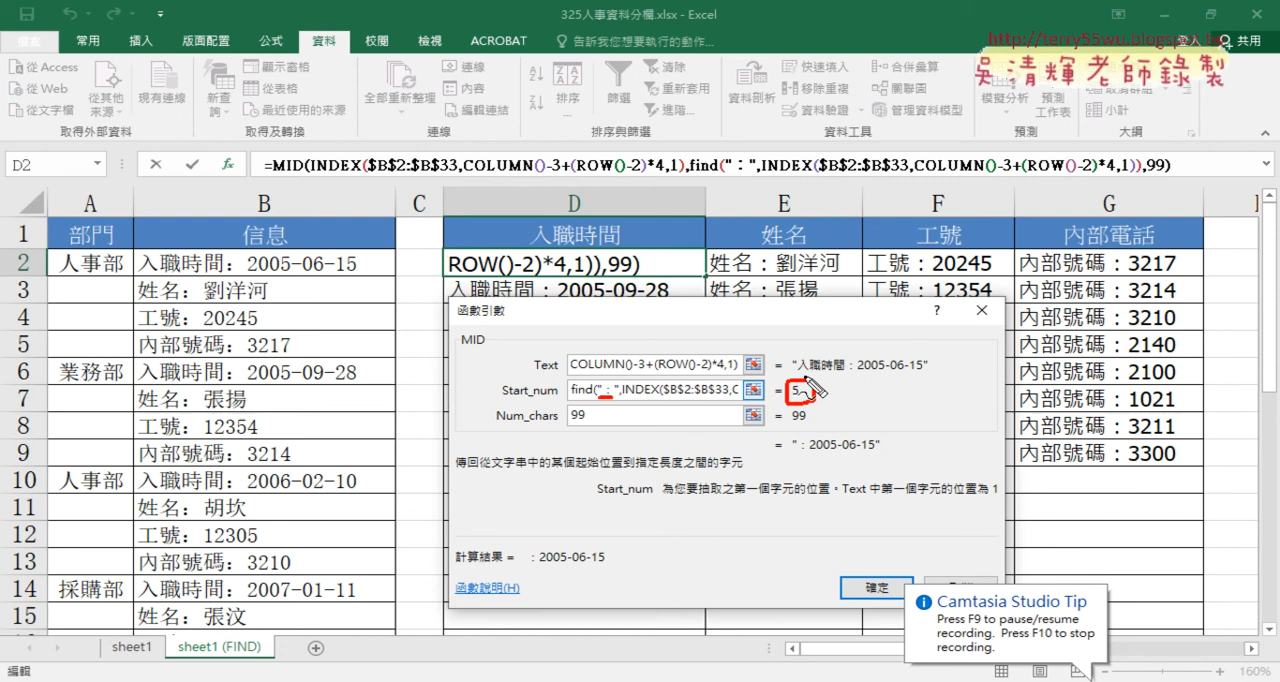 325人事資料分欄.xlsx - Excel
http://terry55wu.blogspot.tw
檔案 常用 插入 版面配置 公式 資料 校閱 檢視 ACROBAT 告訴我您想要執行的動作... 登入 共用
吳清輝老師錄製
從 Access
從 Web
從文字檔
從其他來源
現有連線
取得外部資料
新查詢
顯示查詢
從表格
最近使用的來源
取得及轉換
全部重新整理
連線
內容
編輯連結
連線
排序
篩選
清除
重新套用
進階...
排序與篩選
資料剖析
快速填入
移除重複
資料驗證
合併彙算
關聯圖
管理資料模型
資料工具
模擬分析
預測工作表
預測
取消群組
小計
大綱
D2
=MID(INDEX($B$2:$B$33,COLUMN()-3+(ROW()-2)*4,1),find("：",INDEX($B$2:$B$33,COLUMN()-3+(ROW()-2)*4,1)),99)
A B C D E F G
1 部門 信息 入職時間 姓名 工號 內部電話
2 人事部 入職時間：2005-06-15 ROW()-2)*4,1)),99) 姓名：劉洋河 工號：20245 內部號碼：3217
3 姓名：劉洋河 入職時間：2005-09-28 姓名：張揚 工號：12354 內部號碼：3214
4 工號：20245 內部號碼：3210
5 內部號碼：3217 內部號碼：2140
6 業務部 入職時間：2005-09-28 內部號碼：2100
7 姓名：張揚 內部號碼：1021
8 工號：12354 內部號碼：3211
9 內部號碼：3214 內部號碼：3300
10 人事部 入職時間：2006-02-10
11 姓名：胡坎
12 工號：12305
13 內部號碼：3210
14 採購部 入職時間：2007-01-11
15 姓名：張汶
函數引數 ?
MID
Text COLUMN()-3+(ROW()-2)*4,1) = "入職時間：2005-06-15"
Start_num find("：",INDEX($B$2:$B$33,C = 5
Num_chars 99 = 99
= "：2005-06-15"
傳回從文字串中的某個起始位置到指定長度之間的字元
Start_num 為您要抽取之第一個字元的位置。Text 中第一個字元的位置為 1
計算結果 = ：2005-06-15
函數說明(H)
確定
Camtasia Studio Tip
Press F9 to pause/resume
recording. Press F10 to stop
recording.
sheet1 sheet1 (FIND)
編輯
160%